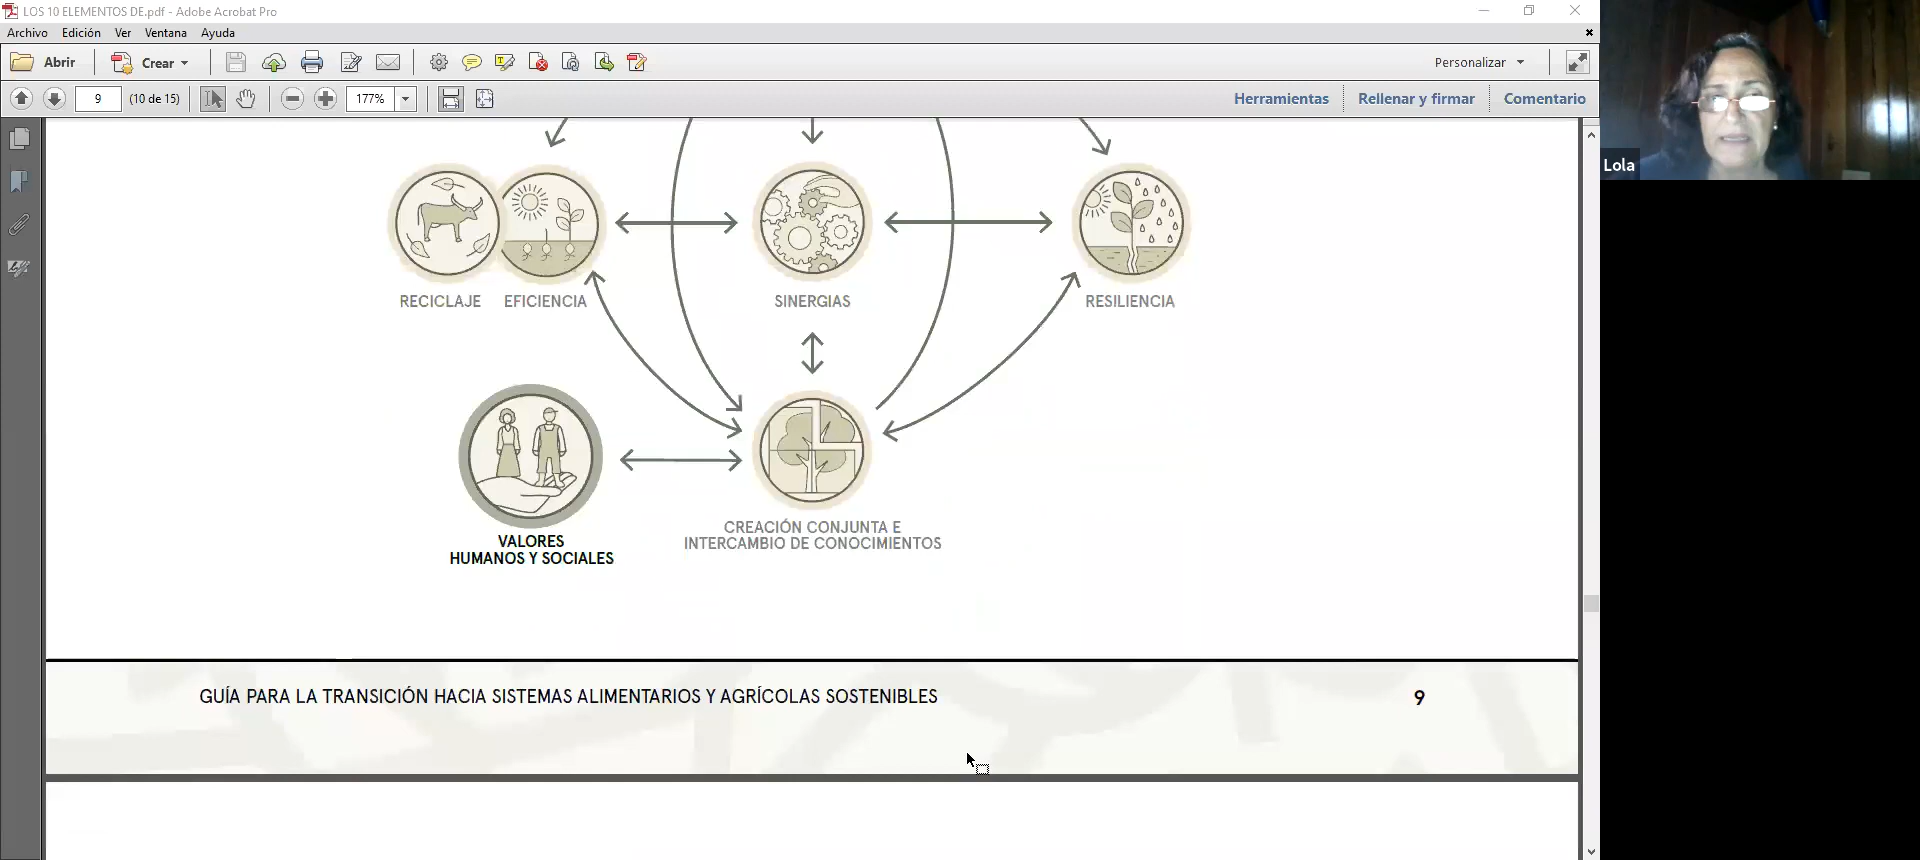 LOS 10 ELEMENTOS DE.pdf - Adobe Acrobat Pro
Archivo Edición Ver Ventana Ayuda
Abrir Crear Personalizar
9 (10 de 15) 177% Herramientas Rellenar y firmar Comentario
Lola
RECICLAJE EFICIENCIA SINERGIAS RESILIENCIA
VALORES
HUMANOS Y SOCIALES
CREACIÓN CONJUNTA E
INTERCAMBIO DE CONOCIMIENTOS
GUÍA PARA LA TRANSICIÓN HACIA SISTEMAS ALIMENTARIOS Y AGRÍCOLAS SOSTENIBLES 9